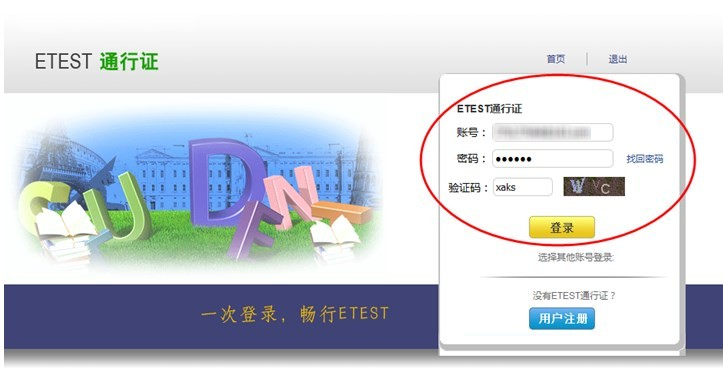 ETEST 通行证
首页 退出
ETEST通行证
账号：
密码： ●●●●●● 找回密码
验证码： xaks
登录
选择其他账号登录:
没有ETEST通行证？
用户注册
一次登录，畅行ETEST